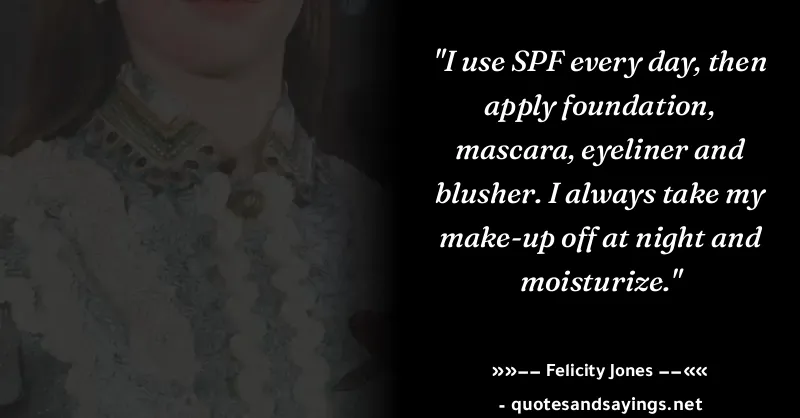 "I use SPF every day, then
apply foundation,
mascara, eyeliner and
blusher. I always take my
make-up off at night and
moisturize."
»»–– Felicity Jones ––««
- quotesandsayings.net